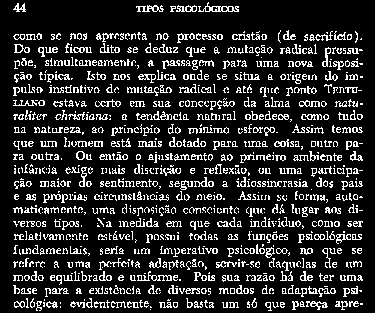 44 TIPOS PSICOLÓGICOS
como se nos apresenta no processo cristão (de sacrifício).
Do que ficou dito se deduz que a mutação radical pressu-
põe, simultaneamente, a passagem para uma nova disposi-
ção típica. Isto nos explica onde se situa a origem do im-
pulso instintivo de mutação radical e até que ponto TERTU-
LIANO estava certo em sua concepção da alma como natu-
raliter christiana: a tendência natural obedece, como tudo
na natureza, ao princípio do mínimo esforço. Assim temos
que um homem está mais dotado para uma coisa, outro pa-
ra outra. Ou então o ajustamento ao primeiro ambiente da
infância exige mais discrição e reflexão, ou uma participa-
ção maior do sentimento, segundo a idiossincrasia dos pais
e as próprias circunstâncias do meio. Assim se forma, auto-
maticamente, uma disposição consciente que dá lugar aos di-
versos tipos. Na medida em que cada indivíduo, como ser
relativamente estável, possui todas as funções psicológicas
fundamentais, seria um imperativo psicológico, no que se
refere a uma perfeita adaptação, servir-se daquelas de um
modo equilibrado e uniforme. Pois sua razão há de ter uma
base para a existência de diversos modos de adaptação psi-
cológica: evidentemente, não basta um só que pareça apre-